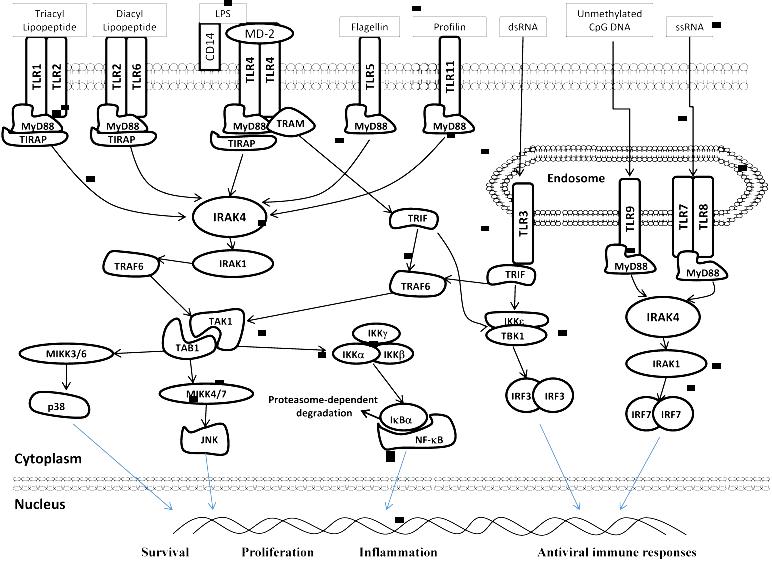 Triacyl
Lipopeptide
Diacyl
Lipopeptide
LPS
Flagellin
Profilin
dsRNA
Unmethylated
CpG DNA
ssRNA
CD14
MD-2
TLR1
TLR2
TLR2
TLR6
TLR4
TLR4
TLR5
TLR11
MyD88
TIRAP
MyD88
TIRAP
MyD88
TIRAP
TRAM
MyD88
MyD88
Endosome
TLR3
TLR9
TLR7
TLR8
IRAK4
TRIF
IRAK1
TRAF6
TRAF6
TRIF
MyD88
MyD88
TAK1
TAB1
IKKγ
IKKα
IKKβ
IKKε
TBK1
IRAK4
IRAK1
MIKK3/6
p38
MIKK4/7
JNK
Proteasome-dependent
degradation
IκBα
NF-κB
IRF3
IRF3
IRF7
IRF7
Cytoplasm
Nucleus
Survival
Proliferation
Inflammation
Antiviral immune responses